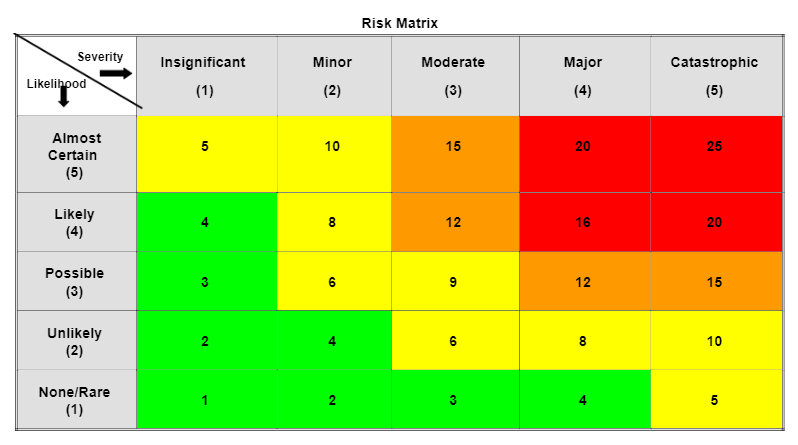 Risk Matrix
Severity
Likelihood
Insignificant Minor Moderate Major Catastrophic
(1) (2) (3) (4) (5)
Almost
Certain
(5)
5 10 15 20 25
Likely
(4)
4 8 12 16 20
Possible
(3)
3 6 9 12 15
Unlikely
(2)
2 4 6 8 10
None/Rare
(1)
1 2 3 4 5